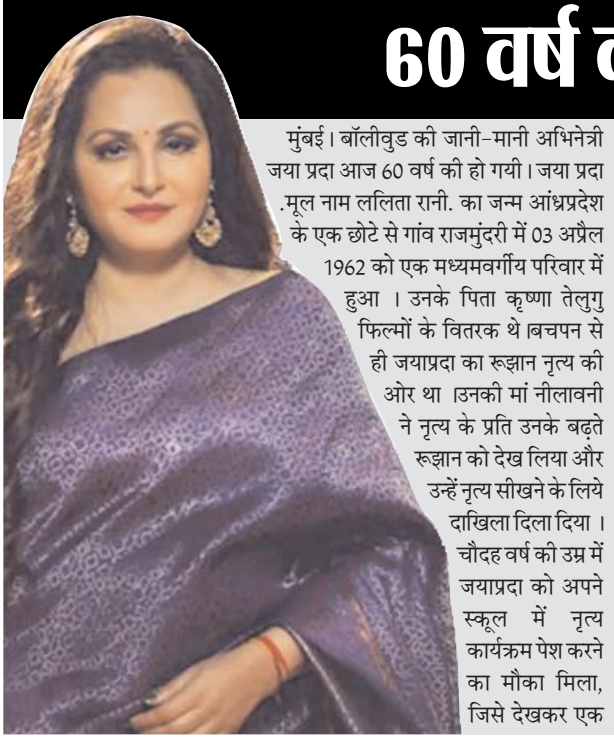 60 वर्ष
मुंबई। बॉलीवुड की जानी-मानी अभिनेत्री
जया प्रदा आज 60 वर्ष की हो गयी। जया प्रदा
.मूल नाम ललिता रानी. का जन्म आंध्रप्रदेश
के एक छोटे से गांव राजमुंदरी में 03 अप्रैल
1962 को एक मध्यमवर्गीय परिवार में
हुआ । उनके पिता कृष्णा तेलुगु
फिल्मों के वितरक थे।बचपन से
ही जयाप्रदा का रूझान नृत्य की
ओर था ।उनकी मां नीलावनी
ने नृत्य के प्रति उनके बढ़ते
रूझान को देख लिया और
उन्हें नृत्य सीखने के लिये
दाखिला दिला दिया ।
चौदह वर्ष की उम्र में
जयाप्रदा को अपने
स्कूल में नृत्य
कार्यक्रम पेश करने
का मौका मिला,
जिसे देखकर एक